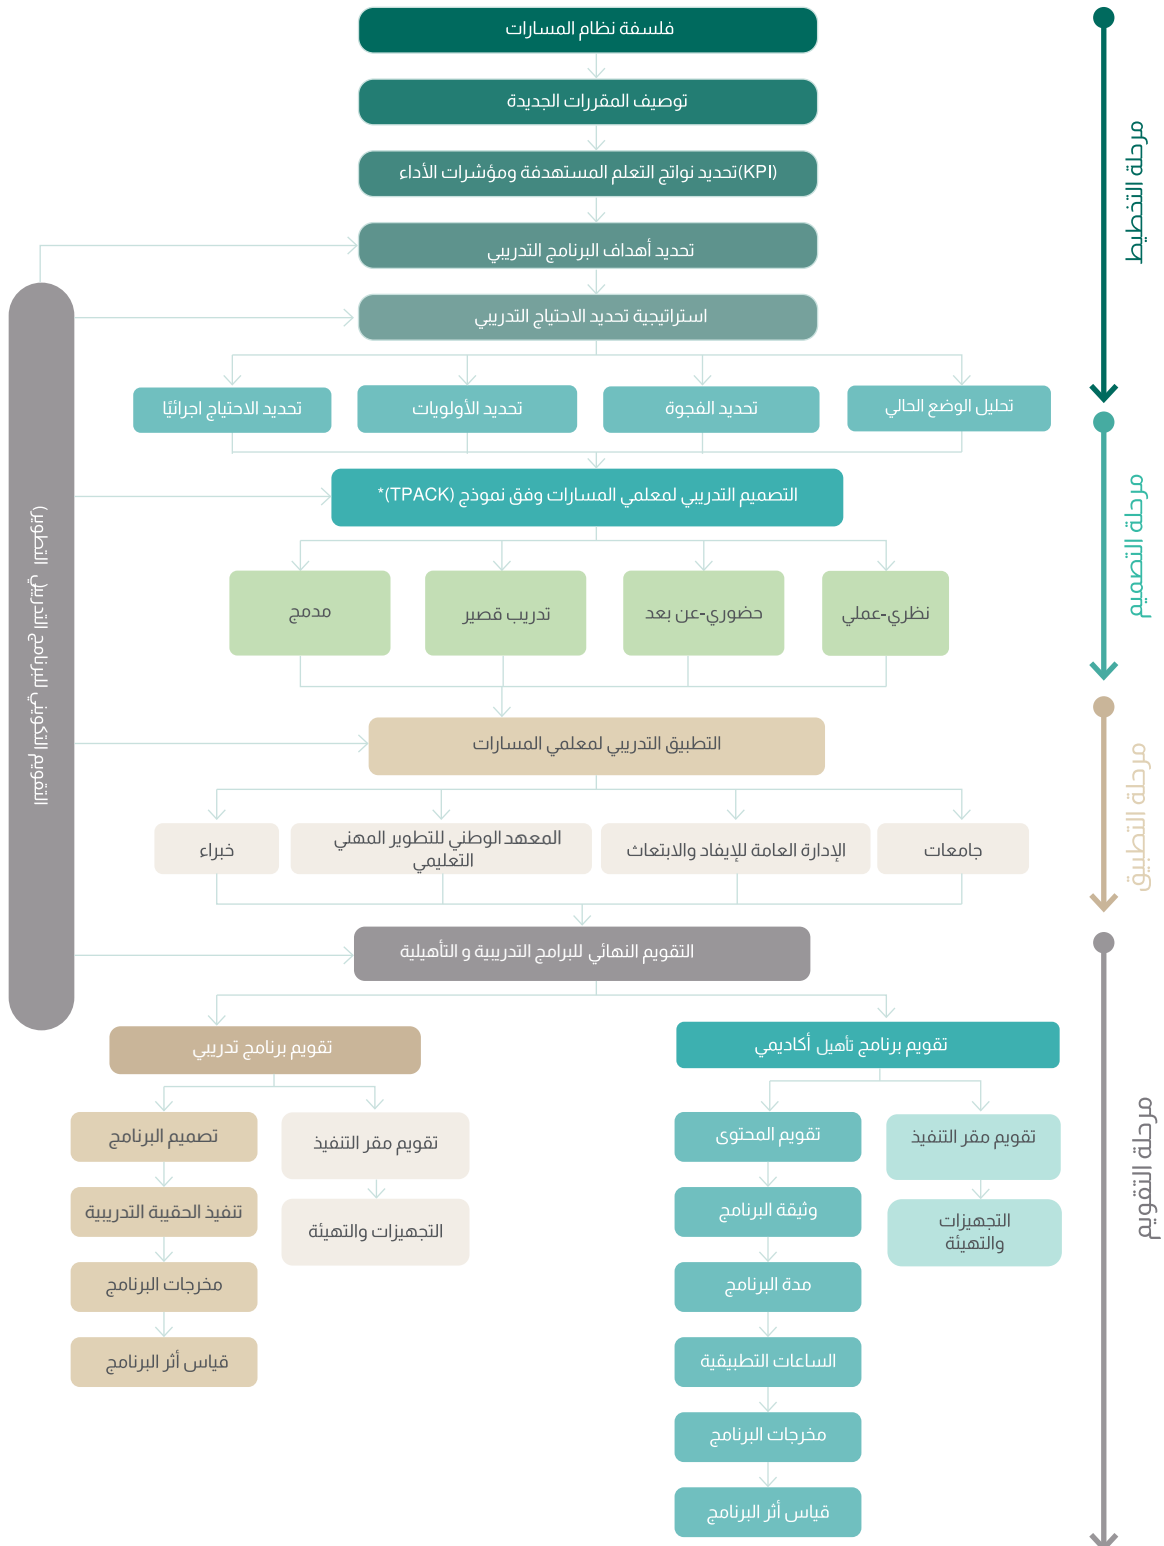 فلسفة نظام المسارات
توصيف المقررات الجديدة
تحديد نواتج التعلم المستهدفة ومؤشرات الأداء(KPI)
تحديد أهداف البرنامج التدريبي
استراتيجية تحديد الاحتياج التدريبي
تحليل الوضع الحالي
تحديد الفجوة
تحديد الأولويات
تحديد الاحتياج اجرائيًا
مرحلة التخطيط
التصميم التدريبي لمعلمي المسارات وفق نموذج (TPACK)*
نظري-عملي
حضوري-عن بعد
تدريب قصير
مدمج
مرحلة التصميم
التطبيق التدريبي لمعلمي المسارات
جامعات
الإدارة العامة للإيفاد والابتعاث
المعهد الوطني للتطوير المهني
التعليمي
خبراء
مرحلة التطبيق
التقويم التكويني للبرنامج التدريبي (التطوير)
التقويم النهائي للبرامج التدريبية و التأهيلية
تقويم برنامج تأهيل أكاديمي
تقويم مقر التنفيذ
التجهيزات
والتهيئة
تقويم المحتوى
وثيقة البرنامج
مدة البرنامج
الساعات التطبيقية
مخرجات البرنامج
قياس أثر البرنامج
تقويم برنامج تدريبي
تقويم مقر التنفيذ
التجهيزات والتهيئة
تصميم البرنامج
تنفيذ الحقيبة التدريبية
مخرجات البرنامج
قياس أثر البرنامج
مرحلة التقويم